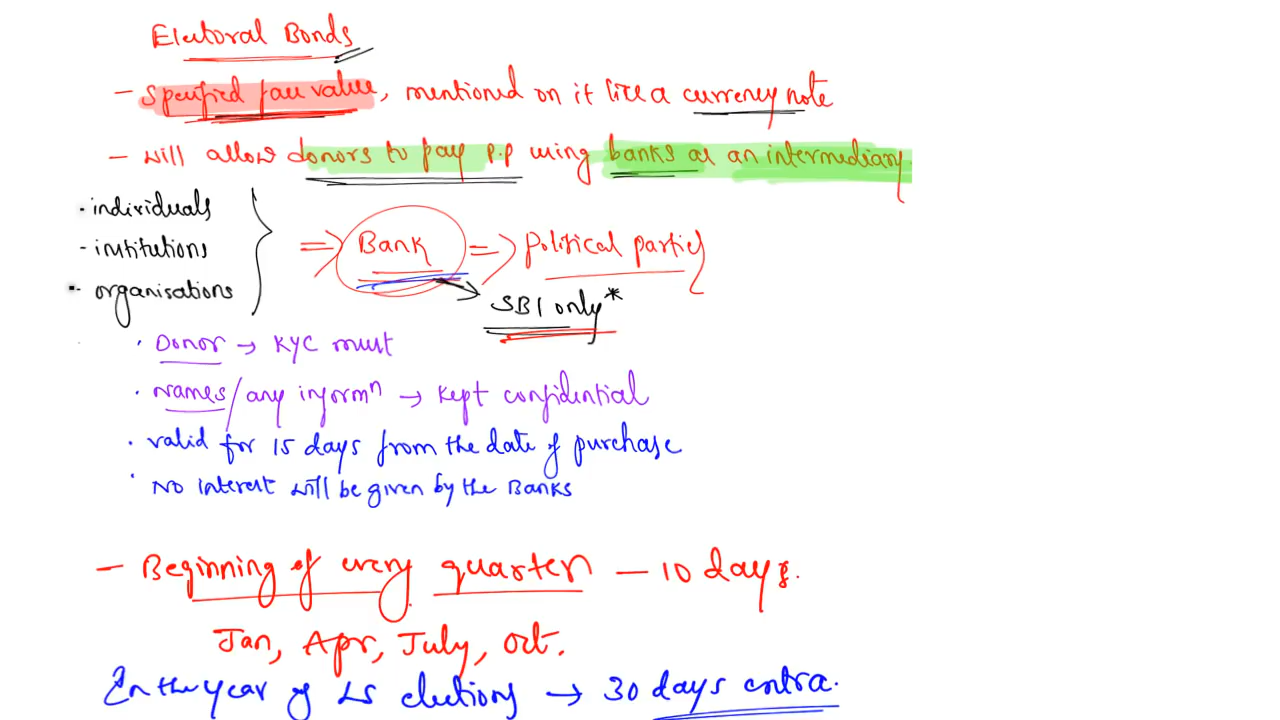 Electoral Bonds
- Specified face value, mentioned on it like a currency note
- will allow donors to pay P.P using banks as an intermediary
- individuals
- institutions
- organisations
=> Bank => Political parties
SBI only*
. Donor → KYC must
. Names/any informⁿ → kept confidential
. valid for 15 days from the date of purchase
. No interest will be given by the Banks
- Beginning of every quarter - 10 days.
Jan, Apr, July, Oct.
In the year of LS elections → 30 days extra.